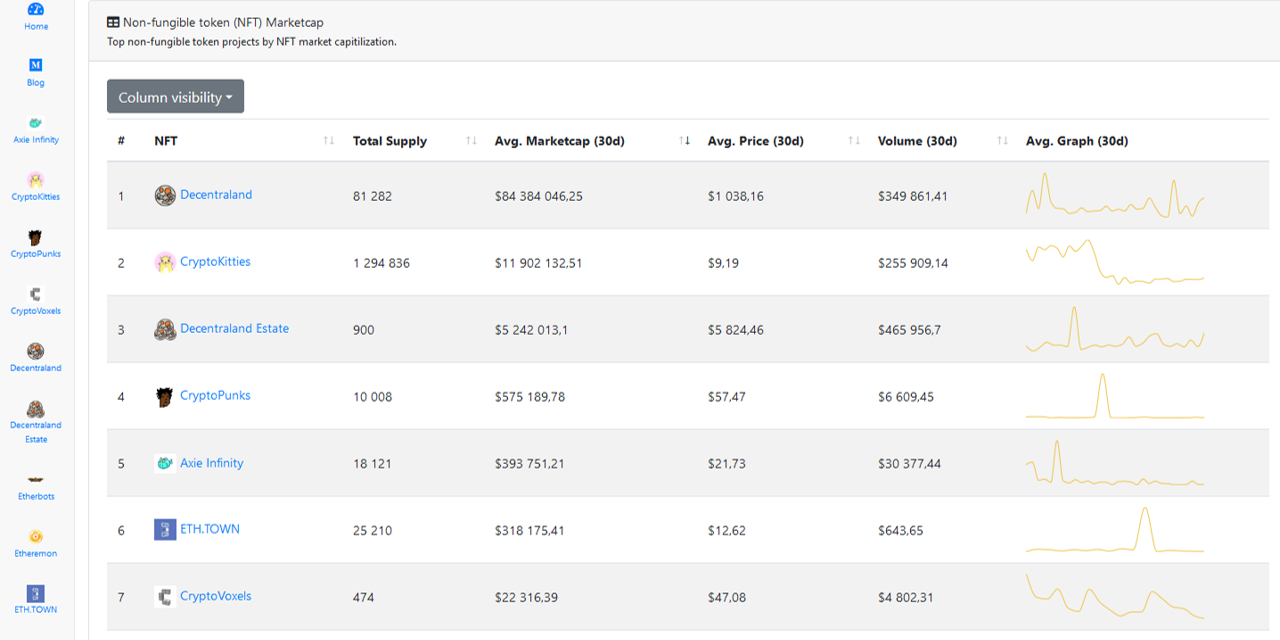 Home
Blog
Axie Infinity
CryptoKitties
CryptoPunks
CryptoVoxels
Decentraland
Decentraland
Estate
Etherbots
Etheremon
ETH.TOWN
Non-fungible token (NFT) Marketcap
Top non-fungible token projects by NFT market capitilization.
Column visibility
# NFT Total Supply Avg. Marketcap (30d) Avg. Price (30d) Volume (30d) Avg. Graph (30d)
1 Decentraland 81 282 $84 384 046,25 $1 038,16 $349 861,41
2 CryptoKitties 1 294 836 $11 902 132,51 $9,19 $255 909,14
3 Decentraland Estate 900 $5 242 013,1 $5 824,46 $465 956,7
4 CryptoPunks 10 008 $575 189,78 $57,47 $6 609,45
5 Axie Infinity 18 121 $393 751,21 $21,73 $30 377,44
6 ETH.TOWN 25 210 $318 175,41 $12,62 $643,65
7 CryptoVoxels 474 $22 316,39 $47,08 $4 802,31